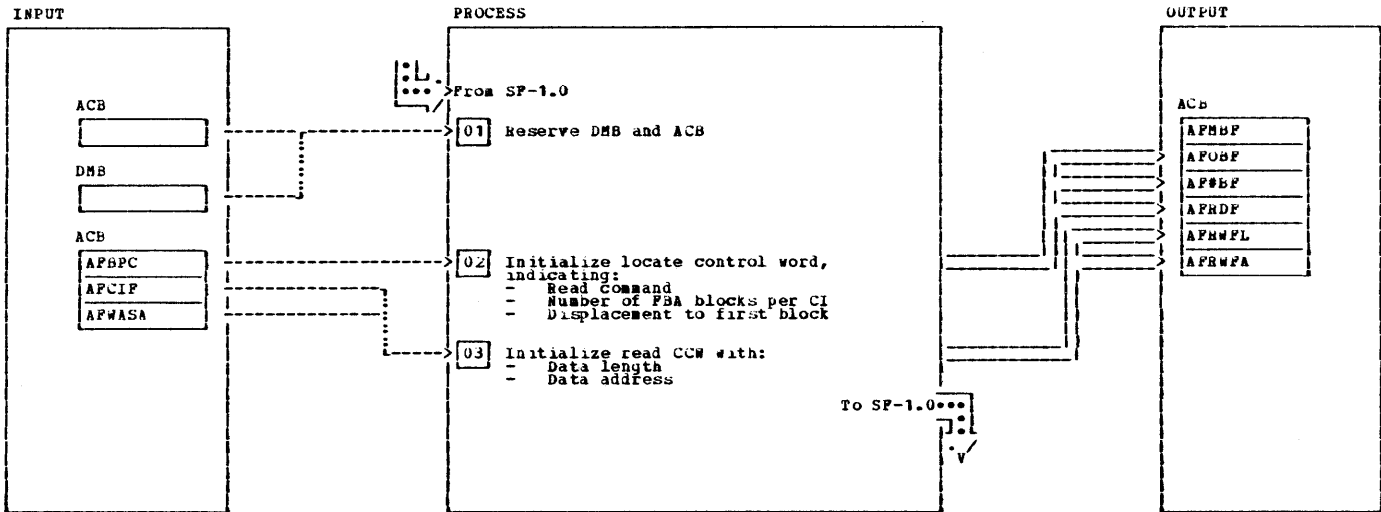 INPUT
PROCESS
OUTPUT
From SF-1.0
ACB
01 Reserve DMB and ACB
DMB
ACB
AFBPC
AFCIF
AFWASA
02 Initialize locate control word,
indicating:
- Read command
- Number of FBA blocks per CI
- Displacement to first block
03 Initialize read CCW with:
- Data length
- Data address
To SF-1.0
ACB
AFMBF
AFOBF
AF#BF
AFRDF
AFRWFL
AFRWFA